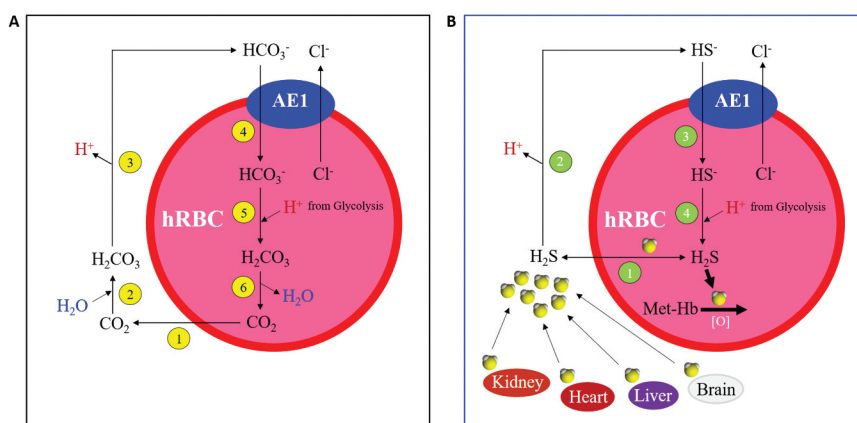 A
HCO₃⁻ Cl⁻
AE1
4
H⁺ 3
HCO₃⁻ Cl⁻
hRBC
5 H⁺ from Glycolysis
H₂CO₃ H₂CO₃
6 H₂O
H₂O 2
CO₂ CO₂
1
B
HS⁻ Cl⁻
AE1
3
H⁺ 2
HS⁻ Cl⁻
hRBC
4 H⁺ from Glycolysis
H₂S H₂S
1
Met-Hb
[O]
Kidney Heart Liver Brain